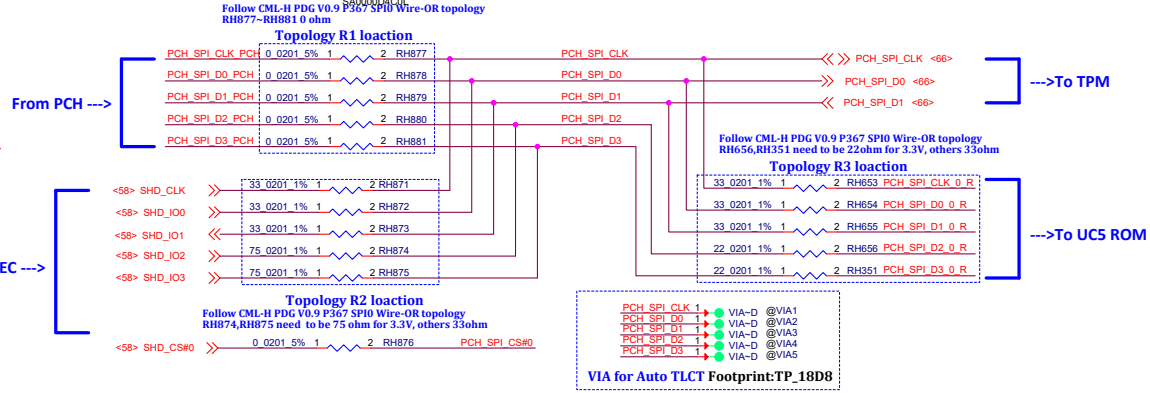 SA0000D4C0L
Follow CML-H PDG V0.9 P367 SPI0 Wire-OR topology
RH877~RH881 0 ohm
Topology R1 loaction
PCH_SPI_CLK_PCH 0_0201_5% 1 2 RH877 PCH_SPI_CLK PCH_SPI_CLK <66>
PCH_SPI_D0_PCH 0_0201_5% 1 2 RH878 PCH_SPI_D0 PCH_SPI_D0 <66>
PCH_SPI_D1_PCH 0_0201_5% 1 2 RH879 PCH_SPI_D1 PCH_SPI_D1 <66>
PCH_SPI_D2_PCH 0_0201_5% 1 2 RH880 PCH_SPI_D2
PCH_SPI_D3_PCH 0_0201_5% 1 2 RH881 PCH_SPI_D3
From PCH --->
--->To TPM
Follow CML-H PDG V0.9 P367 SPI0 Wire-OR topology
RH656,RH351 need to be 22ohm for 3.3V, others 33ohm
Topology R3 loaction
<58> SHD_CLK 33_0201_1% 1 2 RH871
<58> SHD_IO0 33_0201_1% 1 2 RH872
<58> SHD_IO1 33_0201_1% 1 2 RH873
<58> SHD_IO2 75_0201_1% 1 2 RH874
<58> SHD_IO3 75_0201_1% 1 2 RH875
EC --->
33_0201_1% 1 2 RH653 PCH_SPI_CLK_0_R
33_0201_1% 1 2 RH654 PCH_SPI_D0_0_R
33_0201_1% 1 2 RH655 PCH_SPI_D1_0_R
22_0201_1% 1 2 RH656 PCH_SPI_D2_0_R
22_0201_1% 1 2 RH351 PCH_SPI_D3_0_R
--->To UC5 ROM
Topology R2 loaction
Follow CML-H PDG V0.9 P367 SPI0 Wire-OR topology
RH874,RH875 need to be 75 ohm for 3.3V, others 33ohm
<58> SHD_CS#0 0_0201_5% 1 2 RH876 PCH_SPI_CS#0
PCH_SPI_CLK 1 VIA~D @VIA1
PCH_SPI_D0 1 VIA~D @VIA2
PCH_SPI_D1 1 VIA~D @VIA3
PCH_SPI_D2 1 VIA~D @VIA4
PCH_SPI_D3 1 VIA~D @VIA5
VIA for Auto TLCT Footprint:TP_18D8